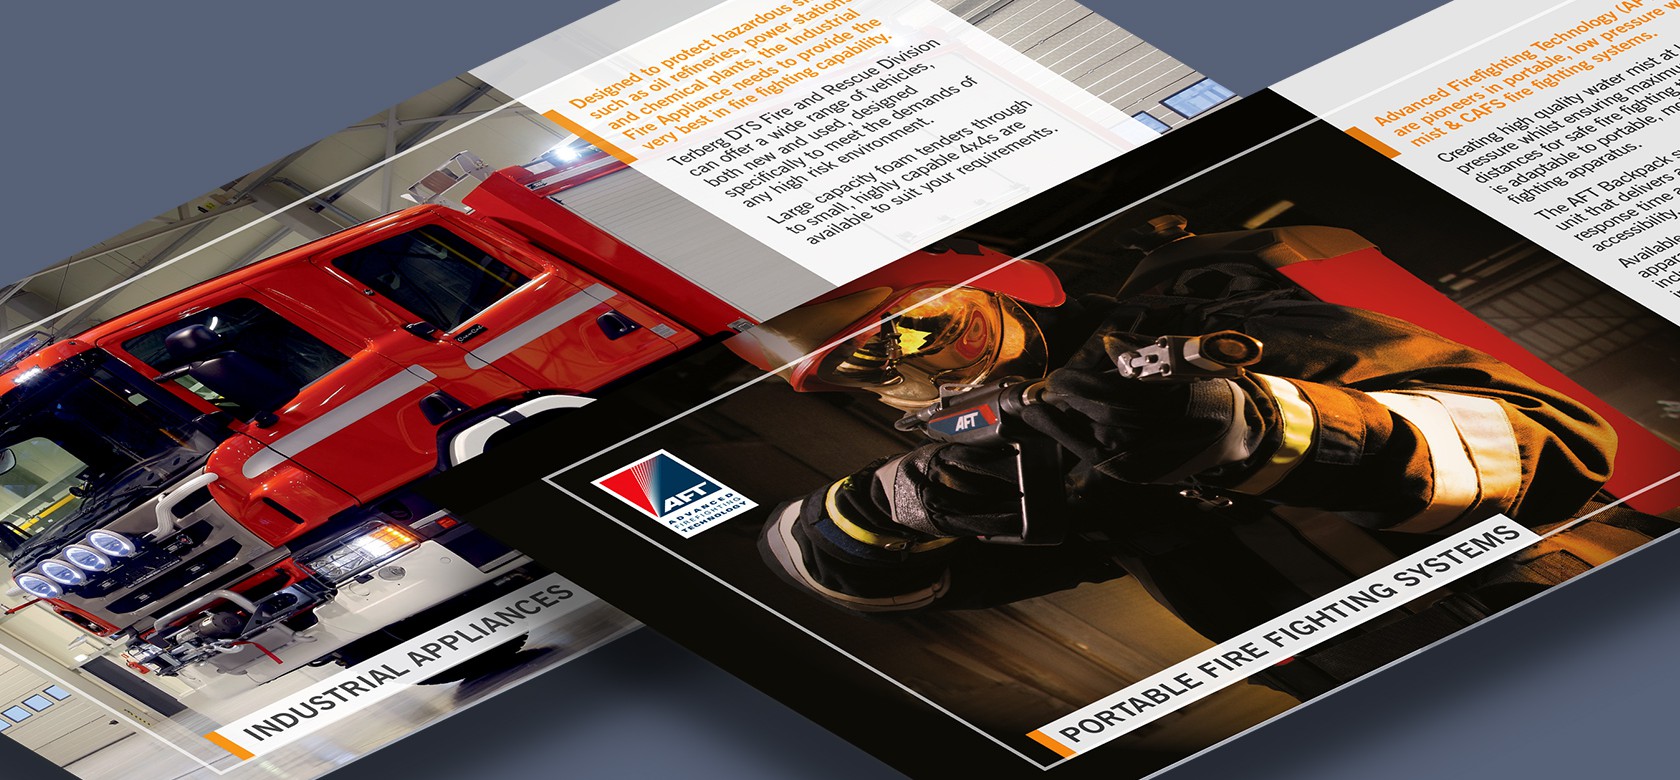 Designed to protect hazardous
such as oil refineries, power stations
and chemical plants, the Industrial
Fire Appliance needs to provide the
very best in fire fighting capability.
Terberg DTS Fire and Rescue Division
can offer a wide range of vehicles,
both new and used, designed
specifically to meet the demands of
any high risk environment.
Large capacity foam tenders through
to small, highly capable 4x4s are
available to suit your requirements.
INDUSTRIAL APPLIANCES
Advanced Firefighting Technology
are pioneers in portable, low pressure
mist & CAFS fire fighting systems.
Creating high quality water mist at
pressure whilst ensuring
distances for safe fire fighting,
is adaptable to portable,
fighting apparatus.
The AFT Backpack
unit that delivers
response time
accessibility
Available
AFT
AFT
ADVANCED
FIREFIGHTING
TECHNOLOGY
PORTABLE FIRE FIGHTING SYSTEMS